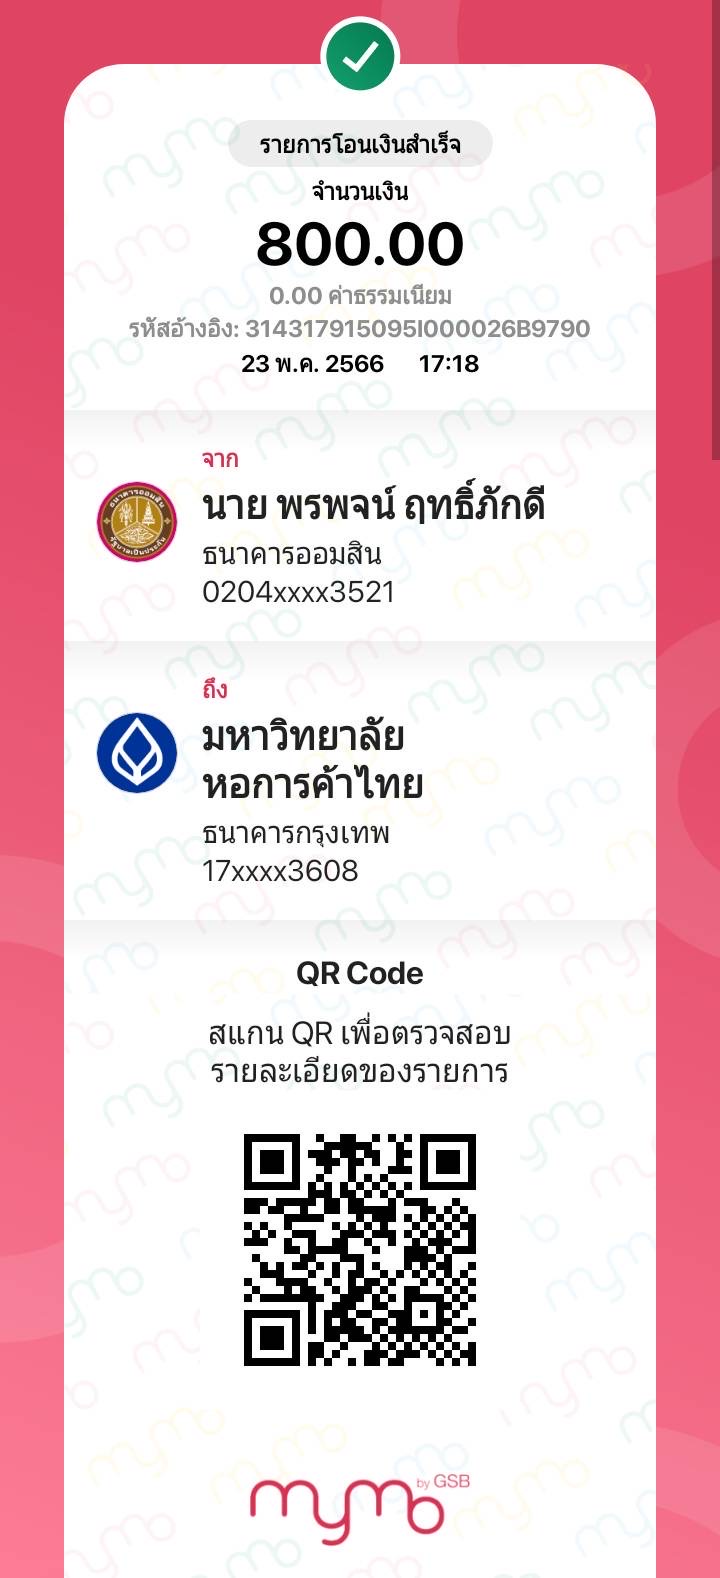 รายการโอนเงินสำเร็จ
จำนวนเงิน
800.00
0.00 ค่าธรรมเนียม
รหัสอ้างอิง: 314317915095I000026B9790
23 พ.ค. 2566 17:18
จาก
นาย พรพจน์ ฤทธิ์ภักดี
ธนาคารออมสิน
0204xxxx3521
ถึง
มหาวิทยาลัย
หอการค้าไทย
ธนาคารกรุงเทพ
17xxxx3608
QR Code
สแกน QR เพื่อตรวจสอบ
รายละเอียดของรายการ
mymo by GSB